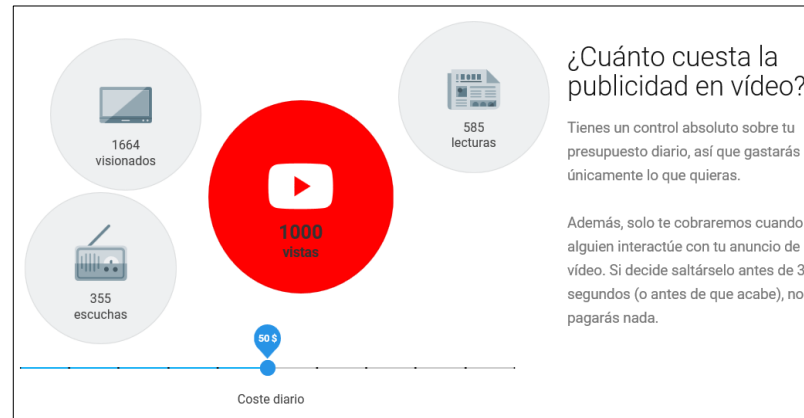 ¿Cuánto cuesta la
publicidad en vídeo?
Tienes un control absoluto sobre tu
presupuesto diario, así que gastarás
únicamente lo que quieras.
Además, solo te cobraremos cuando
alguien interactúe con tu anuncio de
vídeo. Si decide saltárselo antes de 3
segundos (o antes de que acabe), no
pagarás nada.
1664
visionados
585
lecturas
1000
vistas
355
escuchas
50 $
Coste diario